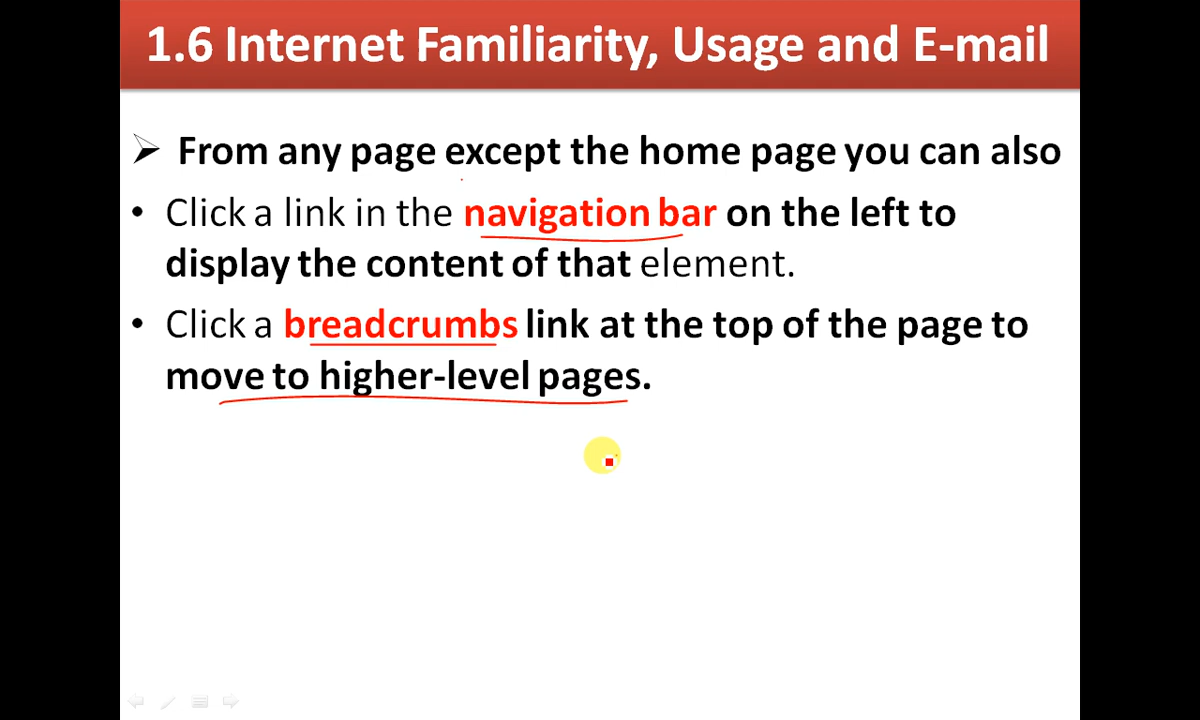 1.6 Internet Familiarity, Usage and E-mail
➢ From any page except the home page you can also
• Click a link in the navigation bar on the left to
display the content of that element.
• Click a breadcrumbs link at the top of the page to
move to higher-level pages.